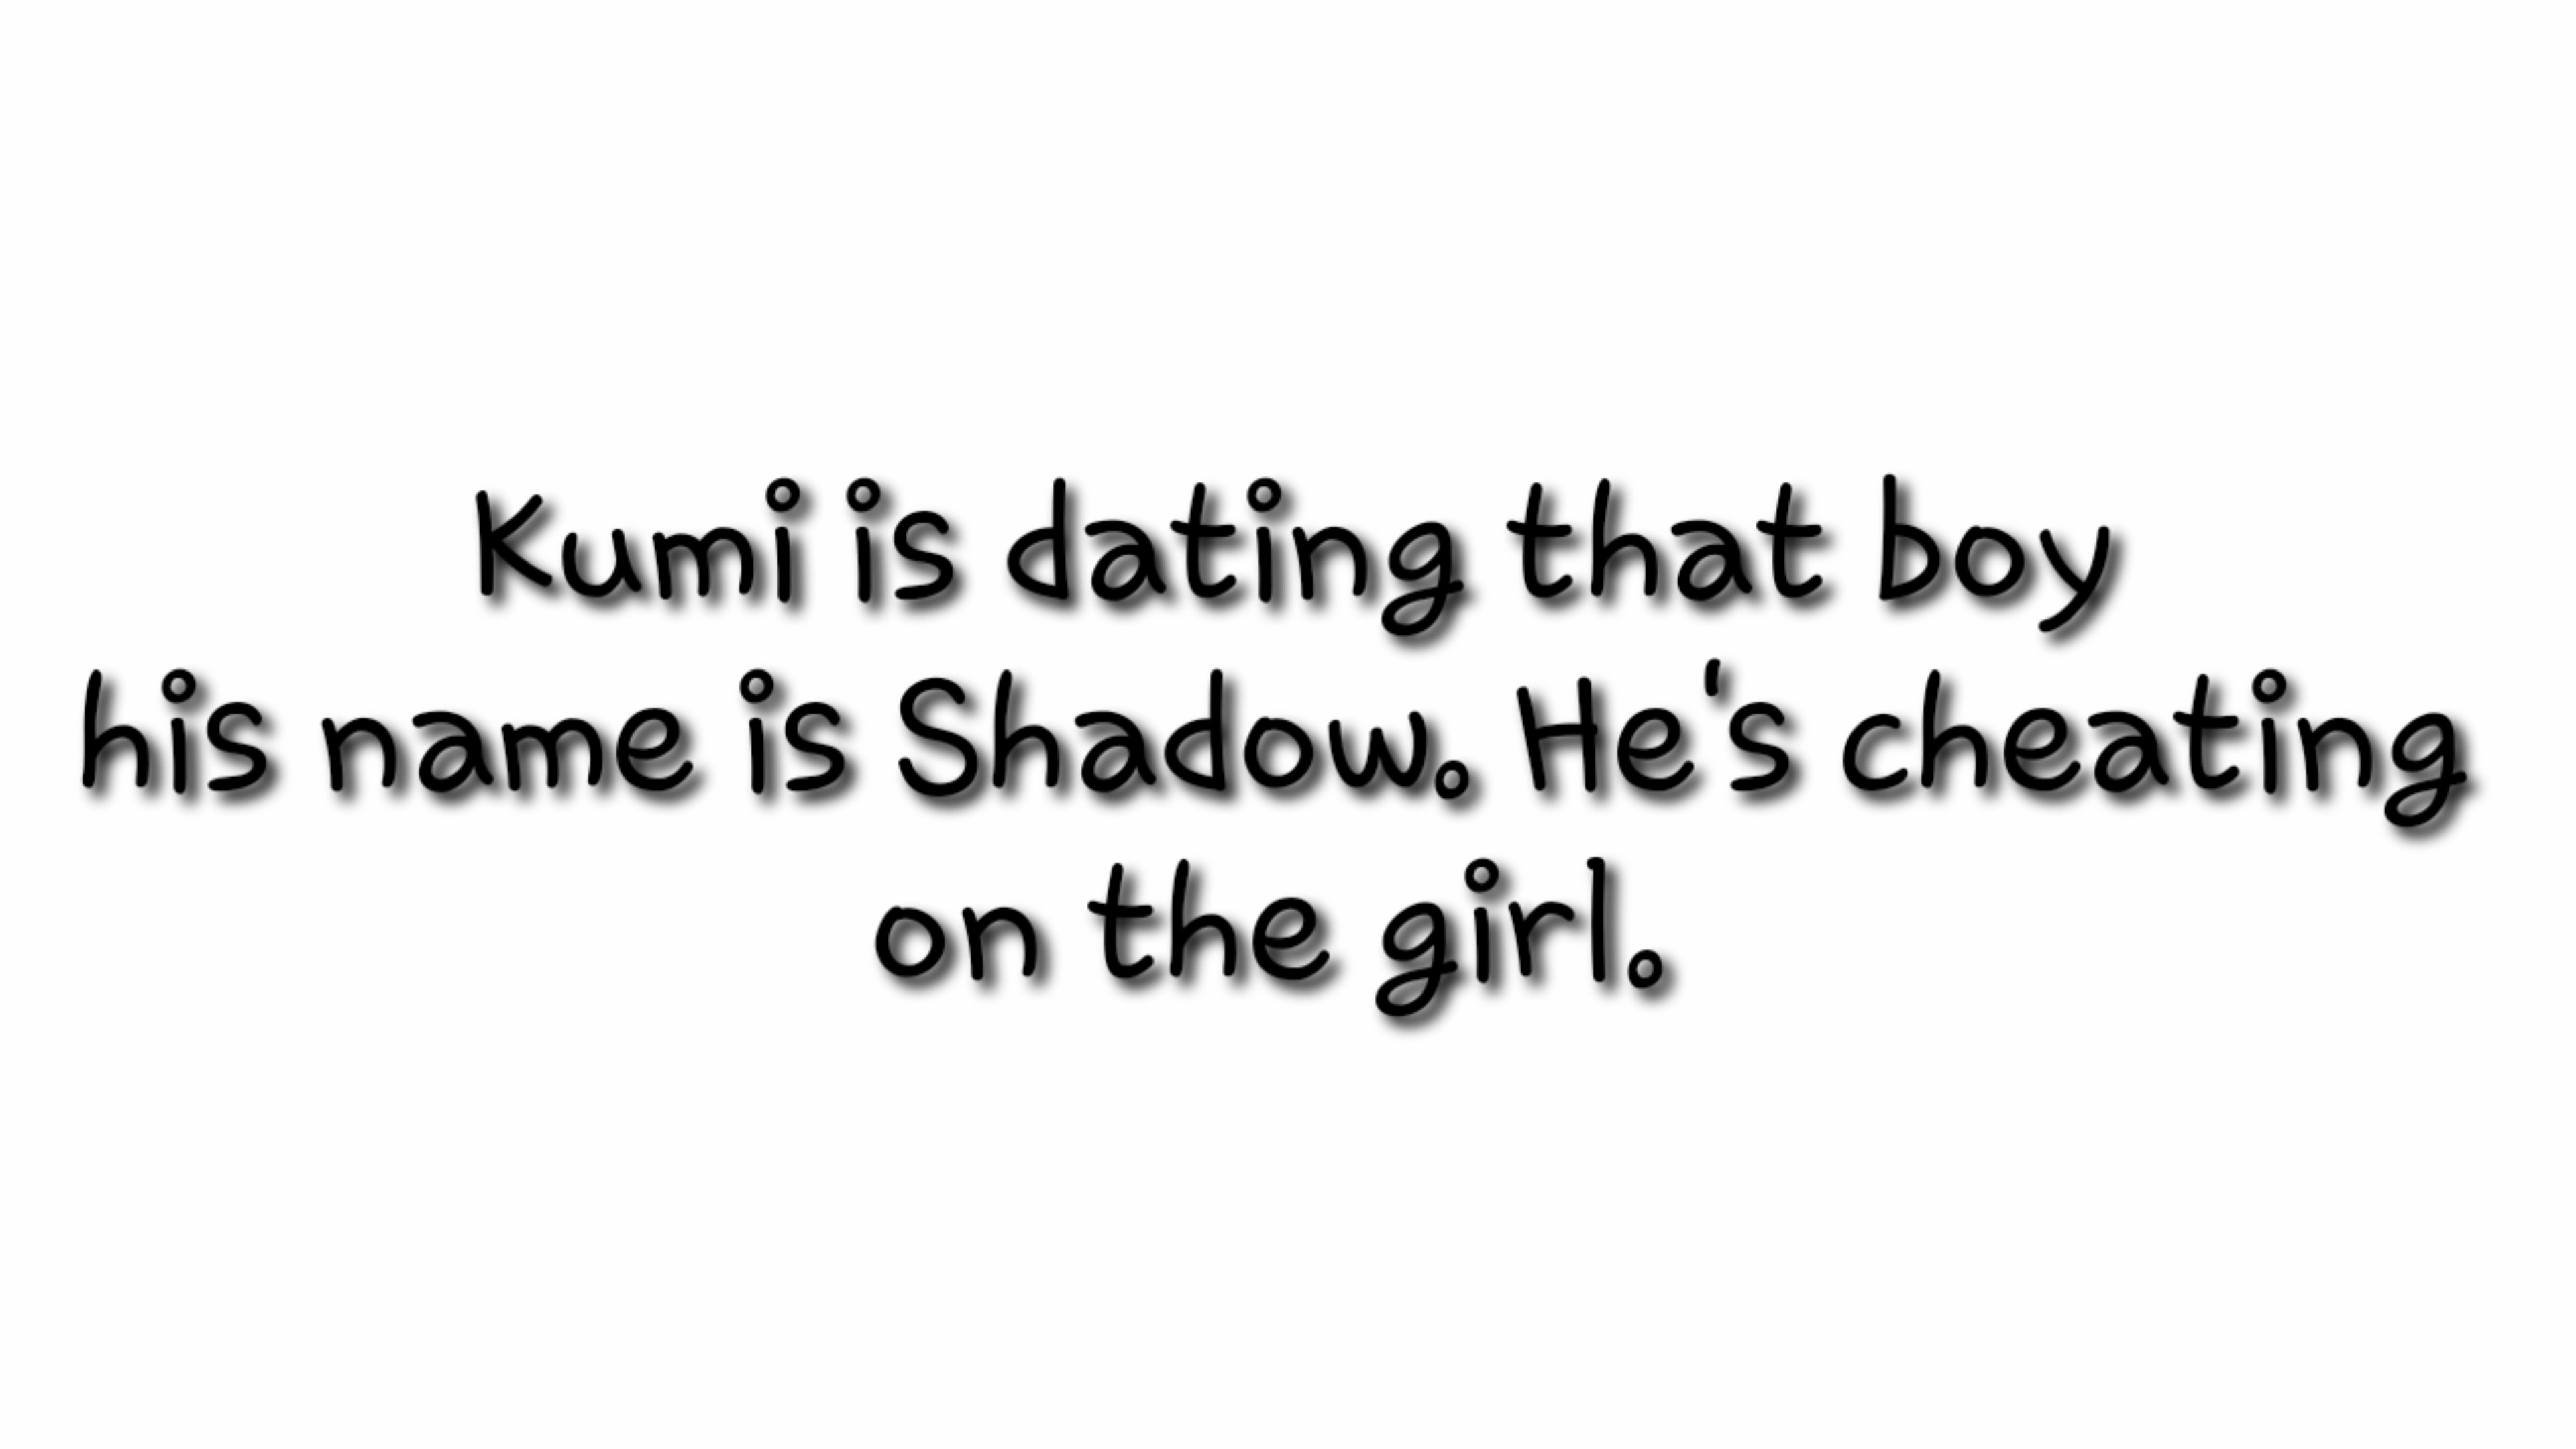 Kumi is dating that boy
his name is Shadow. He's cheating
on the girl.